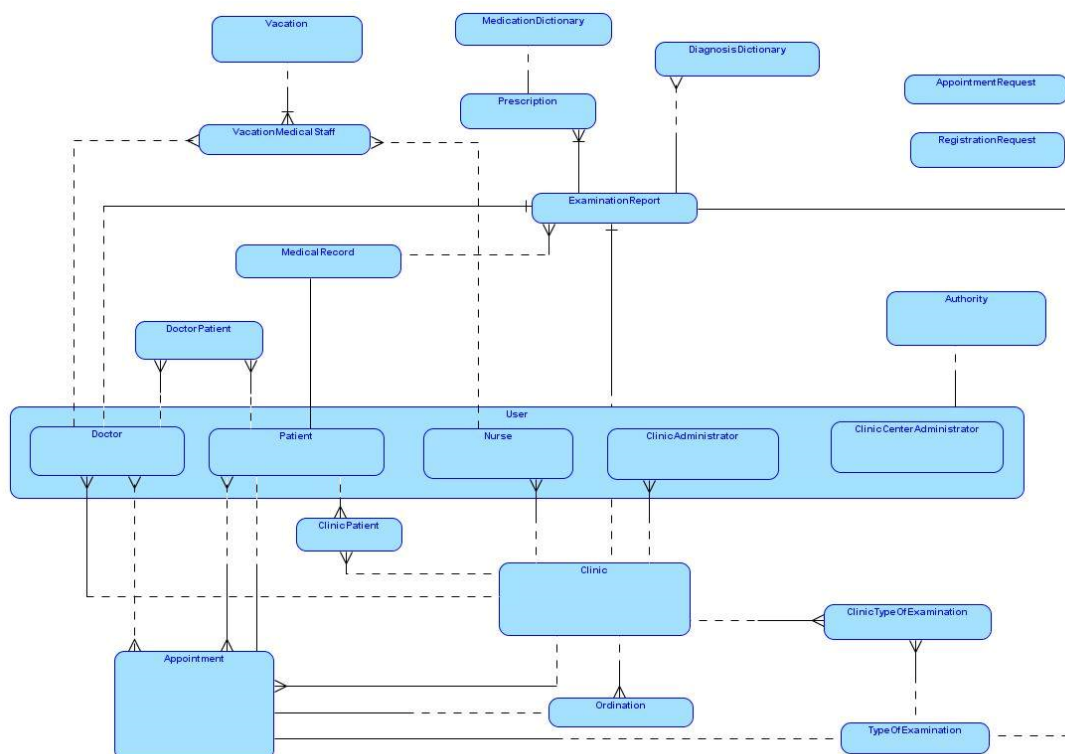 Vacation
MedicationDictionary
DiagnosisDictionary
AppointmentRequest
Prescription
VacationMedicalStaff
RegistrationRequest
ExaminationReport
MedicalRecord
Authority
DoctorPatient
User
Doctor
Patient
Nurse
ClinicAdministrator
ClinicCenterAdministrator
ClinicPatient
Clinic
ClinicTypeOfExamination
Appointment
Ordination
TypeOfExamination